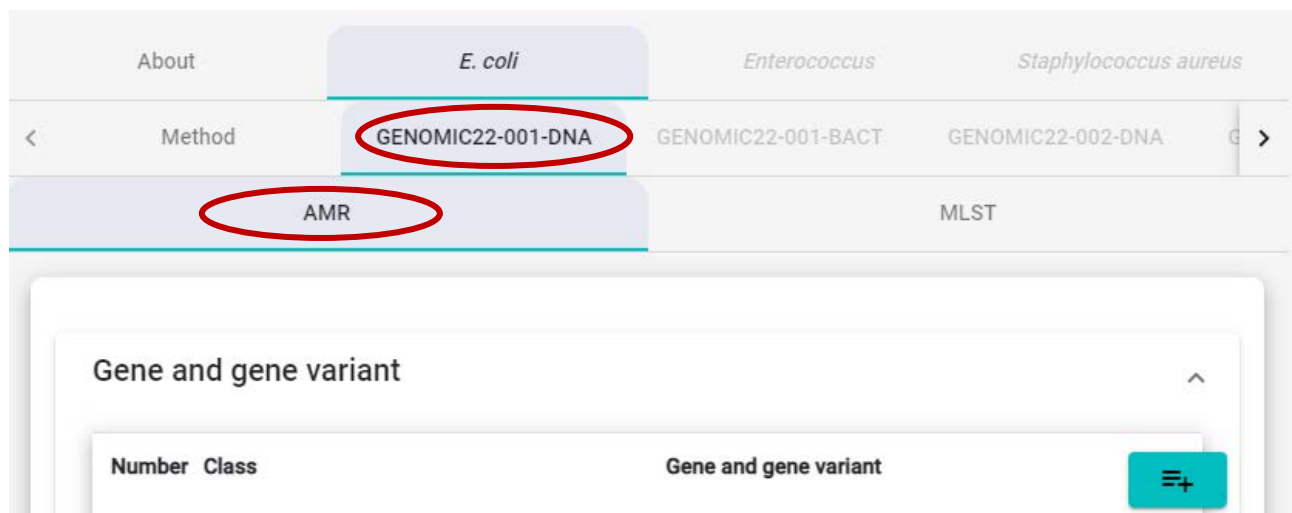 About E. coli Enterococcus Staphylococcus aureus
< Method GENOMIC22-001-DNA GENOMIC22-001-BACT GENOMIC22-002-DNA G >
AMR MLST
Gene and gene variant
Number Class Gene and gene variant